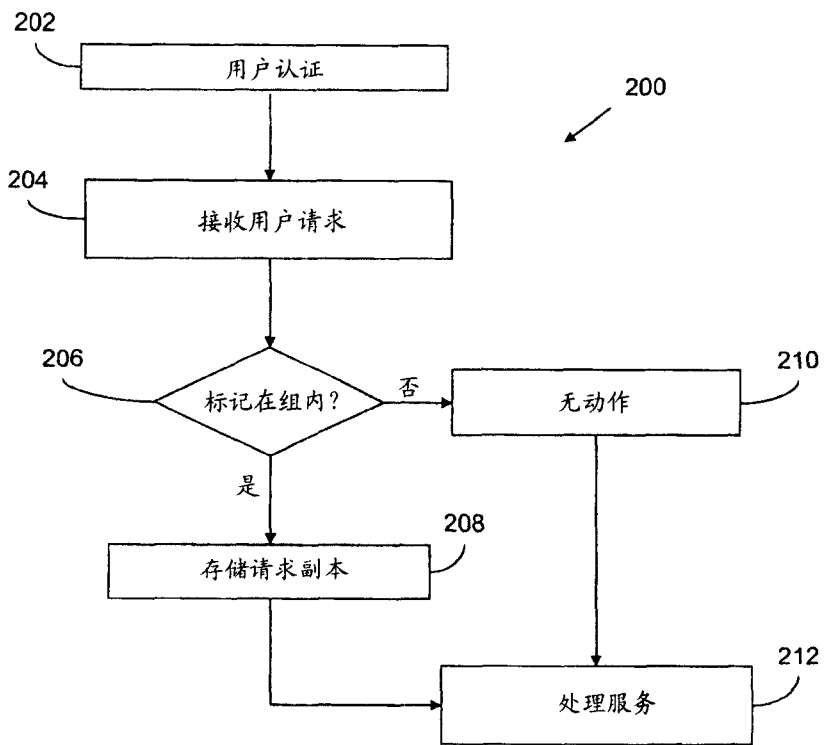 202
用户认证
200
204
接收用户请求
206
标记在组内?
否
210
无动作
是
208
存储请求副本
212
处理服务